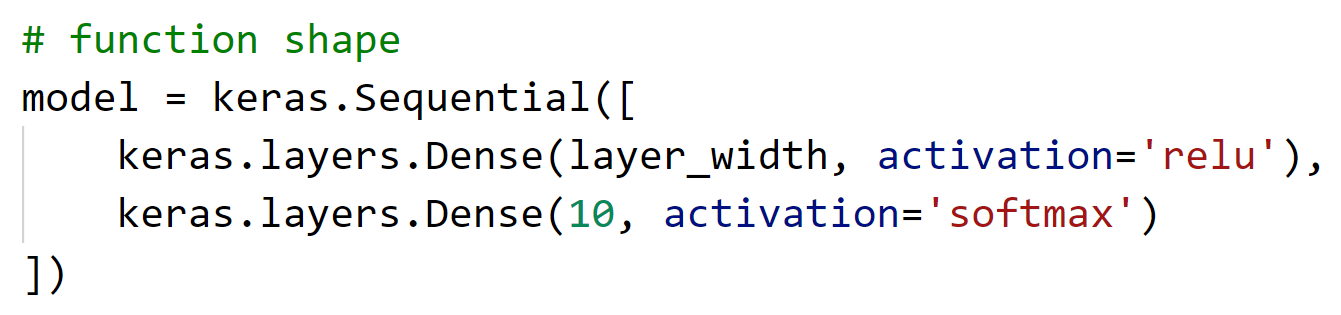 # function shape
model = keras.Sequential([
    keras.layers.Dense(layer_width, activation='relu'),
    keras.layers.Dense(10, activation='softmax')
])